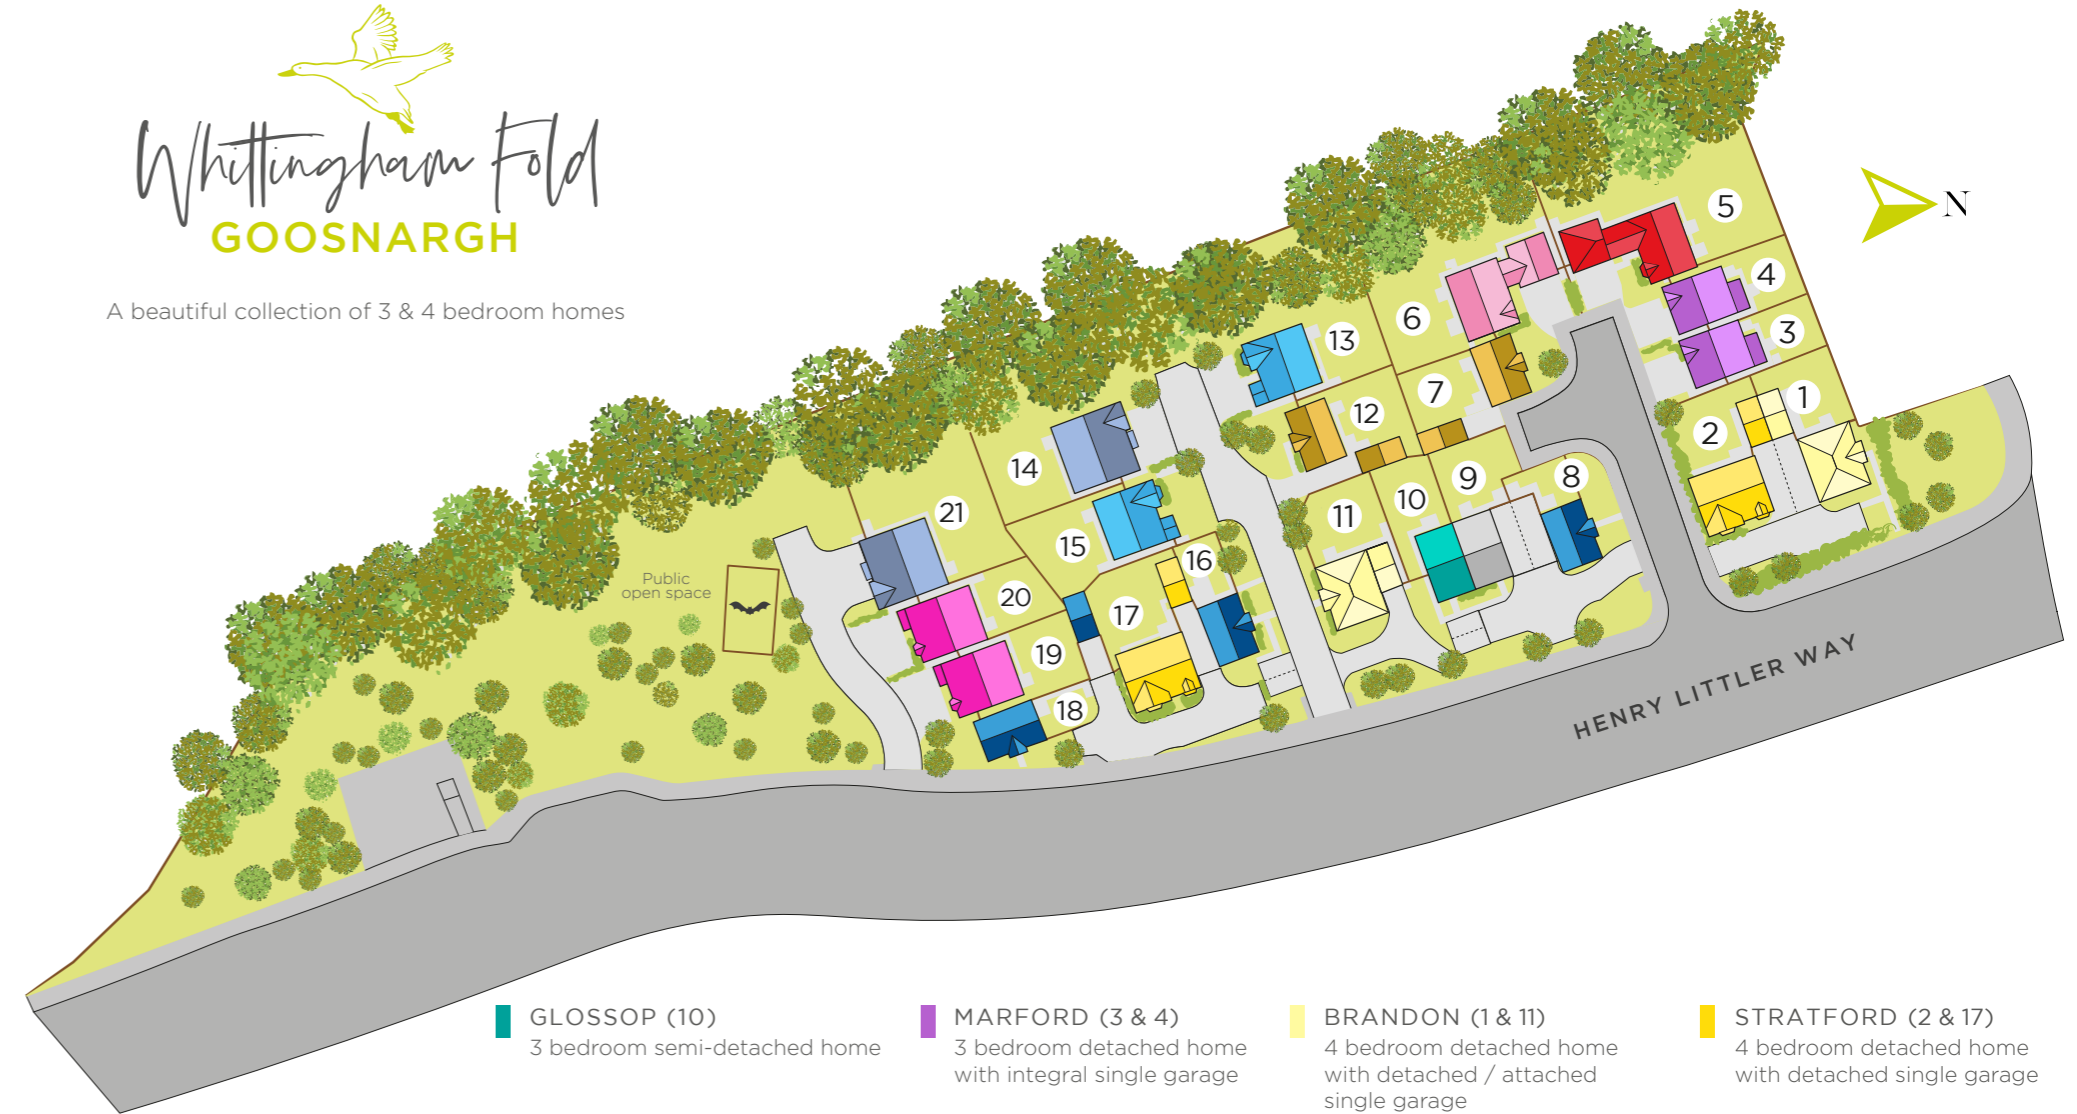 Whittingham Fold
GOOSNARGH
A beautiful collection of 3 & 4 bedroom homes
N
5
4
3
1
2
6
13
7
12
8
9
10
11
14
21
15
16
17
20
19
18
Public
open space
HENRY LITTLER WAY
GLOSSOP (10)
3 bedroom semi-detached home
MARFORD (3 & 4)
3 bedroom detached home
with integral single garage
BRANDON (1 & 11)
4 bedroom detached home
with detached / attached
single garage
STRATFORD (2 & 17)
4 bedroom detached home
with detached single garage